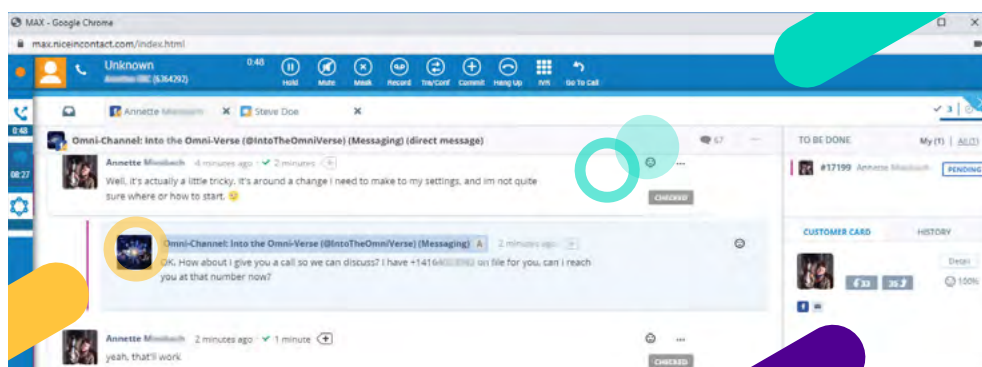 MAX - Google Chrome
max.niceincontact.com/index.html
Unknown
(6364292)
0:48
Hold Mute Mask Record Trn/Conf Commit Hang Up IVR Go To Call
Annette Steve Doe
3
0:48
Omni-Channel: Into the Omni-Verse (@IntoTheOmniVerse) (Messaging) (direct message) 67
TO BE DONE My (1) | All (1)
Annette 4 minutes ago 2 minutes
Well, it's actually a little tricky. It's around a change I need to make to my settings, and im not quite
sure where or how to start.
CHECKED
08:27
#17199 Annette PENDING
Omni-Channel: Into the Omni-Verse (@IntoTheOmniVerse) (Messaging) A 2 minutes ago
OK. How about I give you a call so we can discuss? I have +1416 on file for you, can i reach
you at that number now?
CUSTOMER CARD HISTORY
Detail
33 35
100%
Annette 2 minutes ago 1 minute
yeah, that'll work
CHECKED